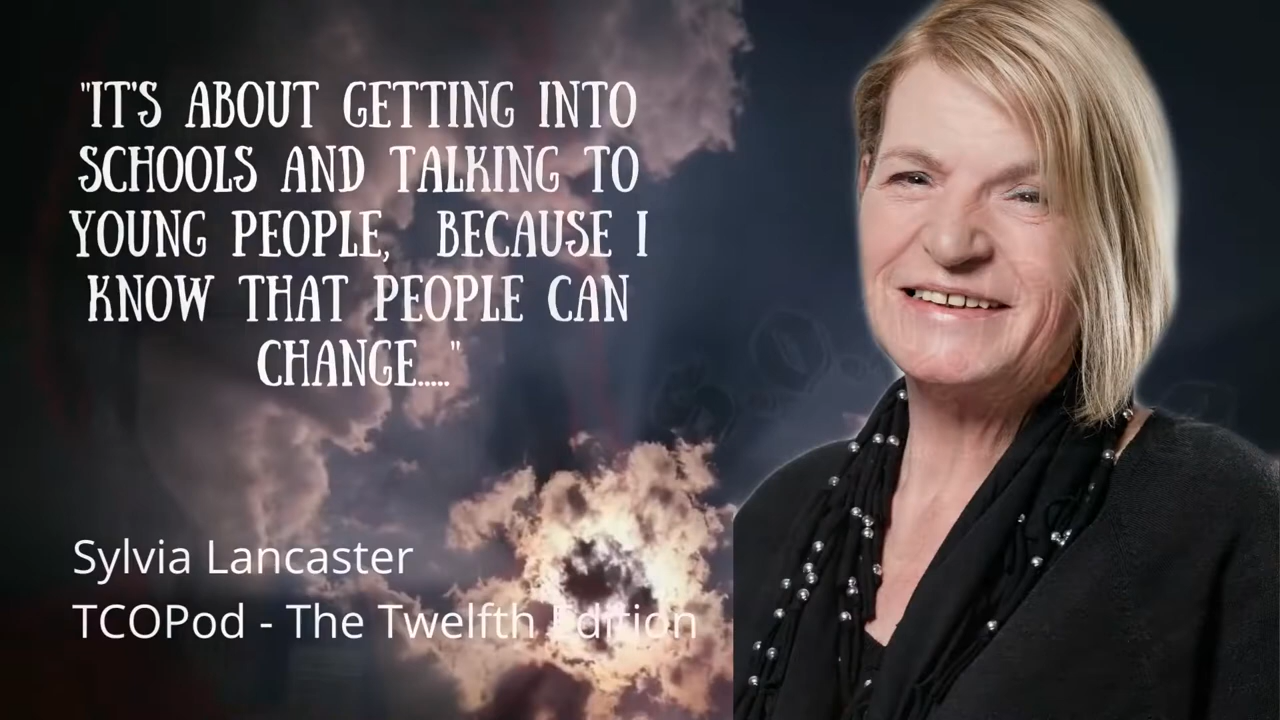 "IT'S ABOUT GETTING INTO
SCHOOLS AND TALKING TO
YOUNG PEOPLE, BECAUSE I
KNOW THAT PEOPLE CAN
CHANGE....."
Sylvia Lancaster
TCOPod - The Twelfth Edition